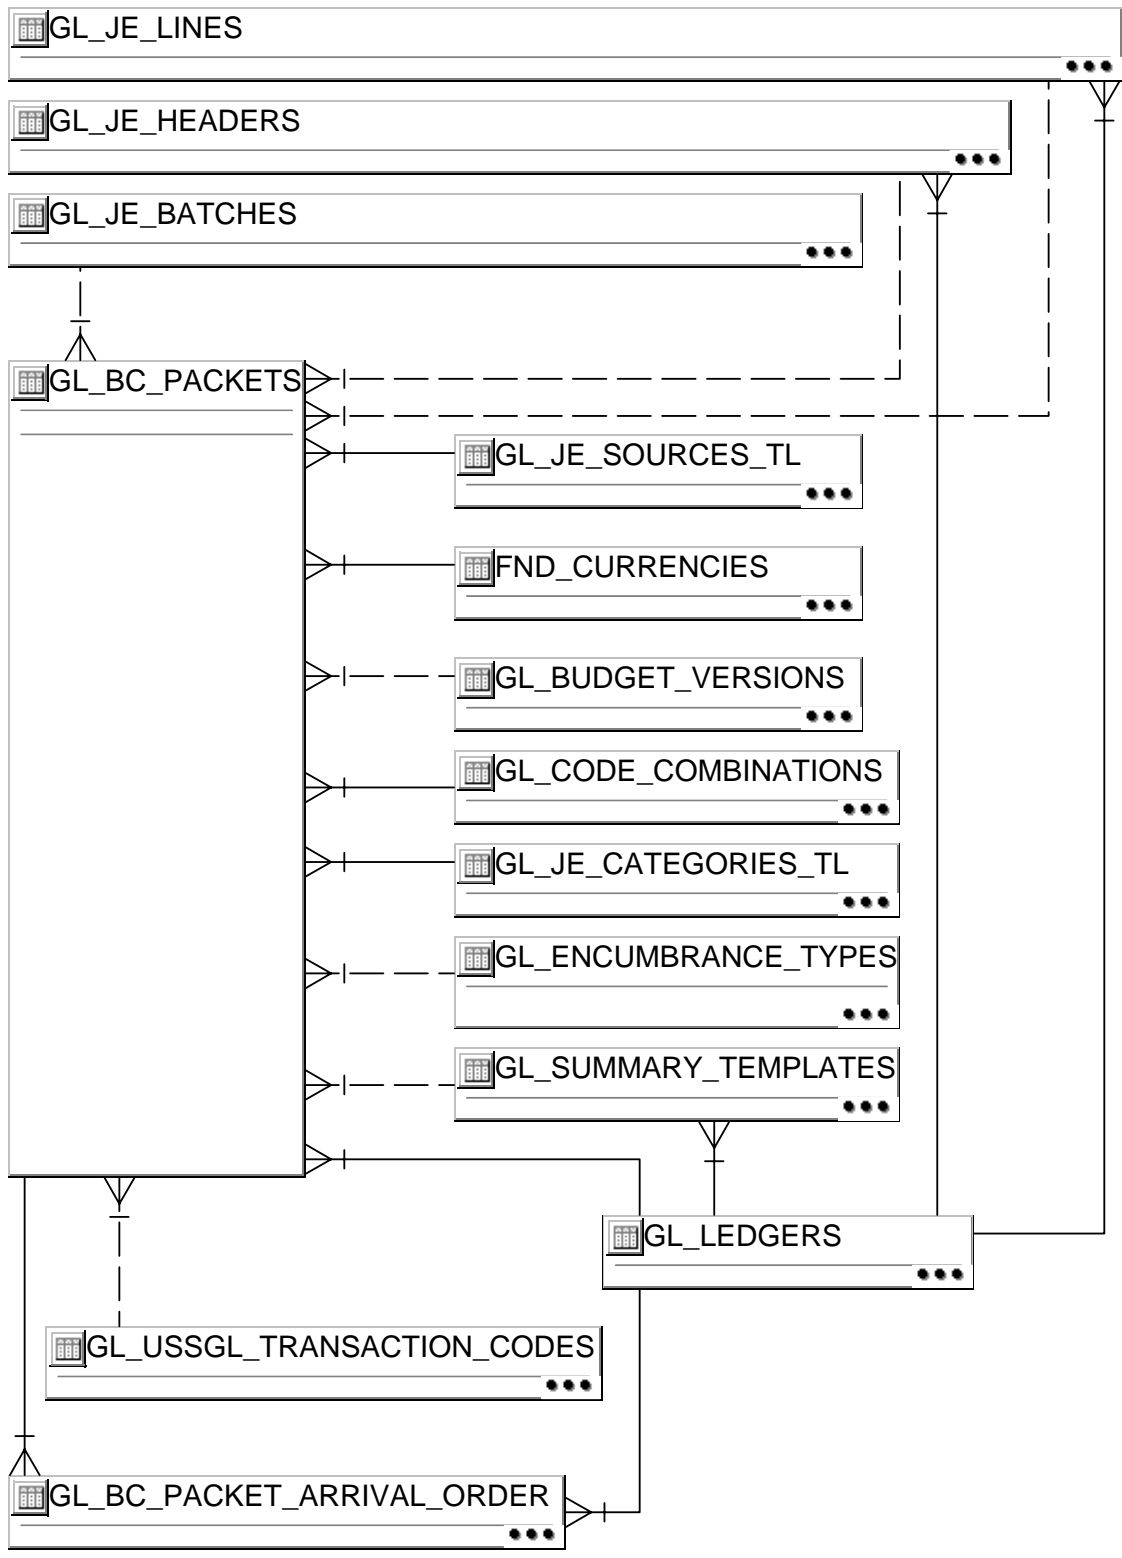 GL_JE_LINES
GL_JE_HEADERS
GL_JE_BATCHES
GL_BC_PACKETS
GL_JE_SOURCES_TL
FND_CURRENCIES
GL_BUDGET_VERSIONS
GL_CODE_COMBINATIONS
GL_JE_CATEGORIES_TL
GL_ENCUMBRANCE_TYPES
GL_SUMMARY_TEMPLATES
GL_LEDGERS
GL_USSGL_TRANSACTION_CODES
GL_BC_PACKET_ARRIVAL_ORDER